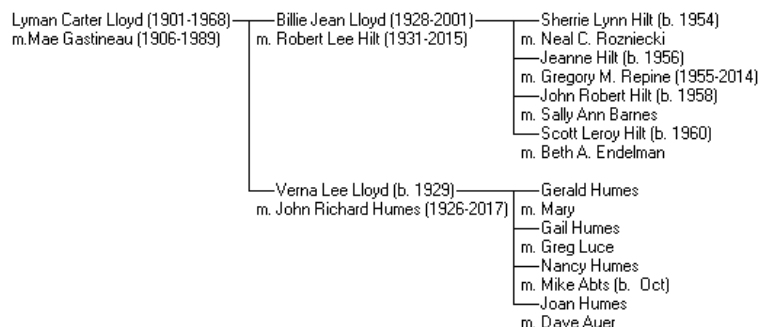 Lyman Carter Lloyd (1901-1968)
m.Mae Gastineau (1906-1989)
Billie Jean Lloyd (1928-2001)
m. Robert Lee Hilt (1931-2015)
Sherrie Lynn Hilt (b. 1954)
m. Neal C. Rozniecki
Jeanne Hilt (b. 1956)
m. Gregory M. Repine (1955-2014)
John Robert Hilt (b. 1958)
m. Sally Ann Barnes
Scott Leroy Hilt (b. 1960)
m. Beth A. Endelman
Verna Lee Lloyd (b. 1929)
m. John Richard Humes (1926-2017)
Gerald Humes
m. Mary
Gail Humes
m. Greg Luce
Nancy Humes
m. Mike Abts (b. Oct)
Joan Humes
m. Dave Auer